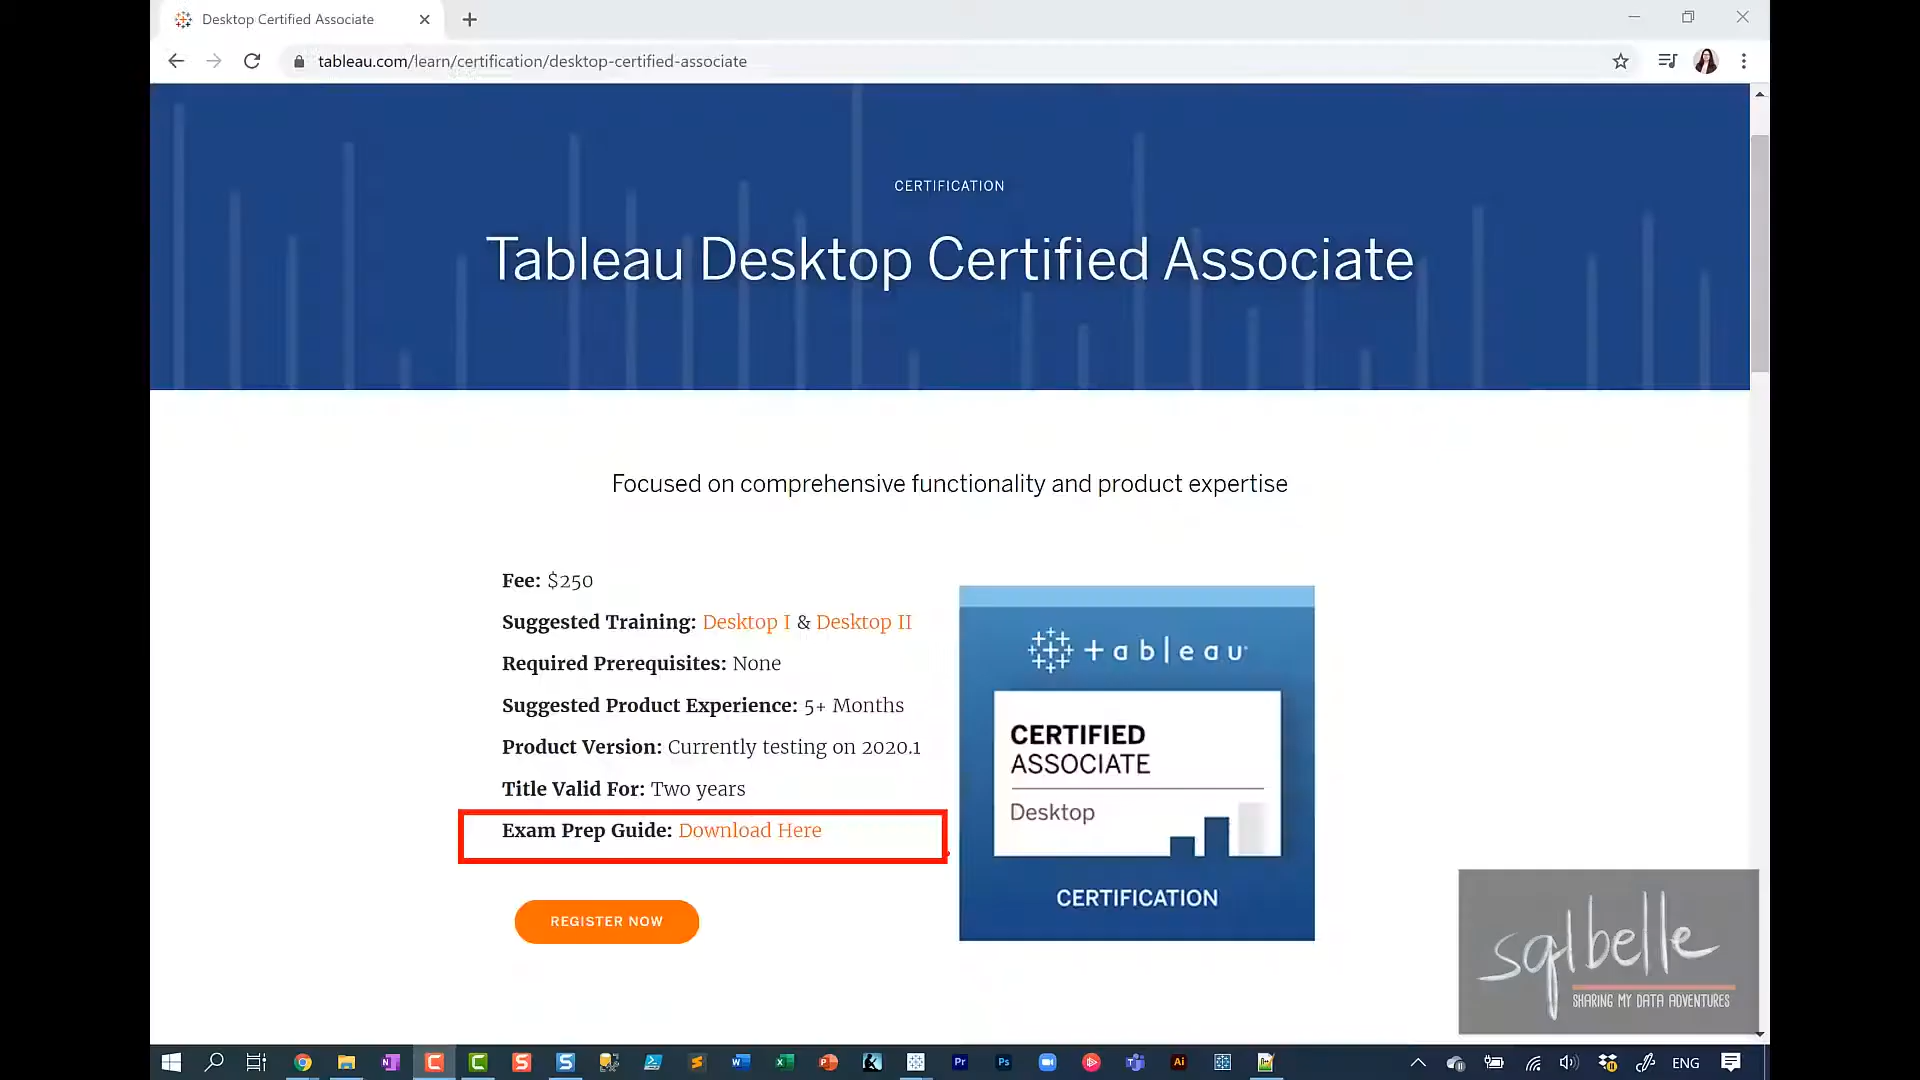 Desktop Certified Associate
tableau.com/learn/certification/desktop-certified-associate
CERTIFICATION
Tableau Desktop Certified Associate
Focused on comprehensive functionality and product expertise
Fee: $250
Suggested Training: Desktop I & Desktop II
Required Prerequisites: None
Suggested Product Experience: 5+ Months
Product Version: Currently testing on 2020.1
Title Valid For: Two years
Exam Prep Guide: Download Here
REGISTER NOW
+ableau
CERTIFIED
ASSOCIATE
Desktop
CERTIFICATION
sqlbelle
SHARING MY DATA ADVENTURES
ENG